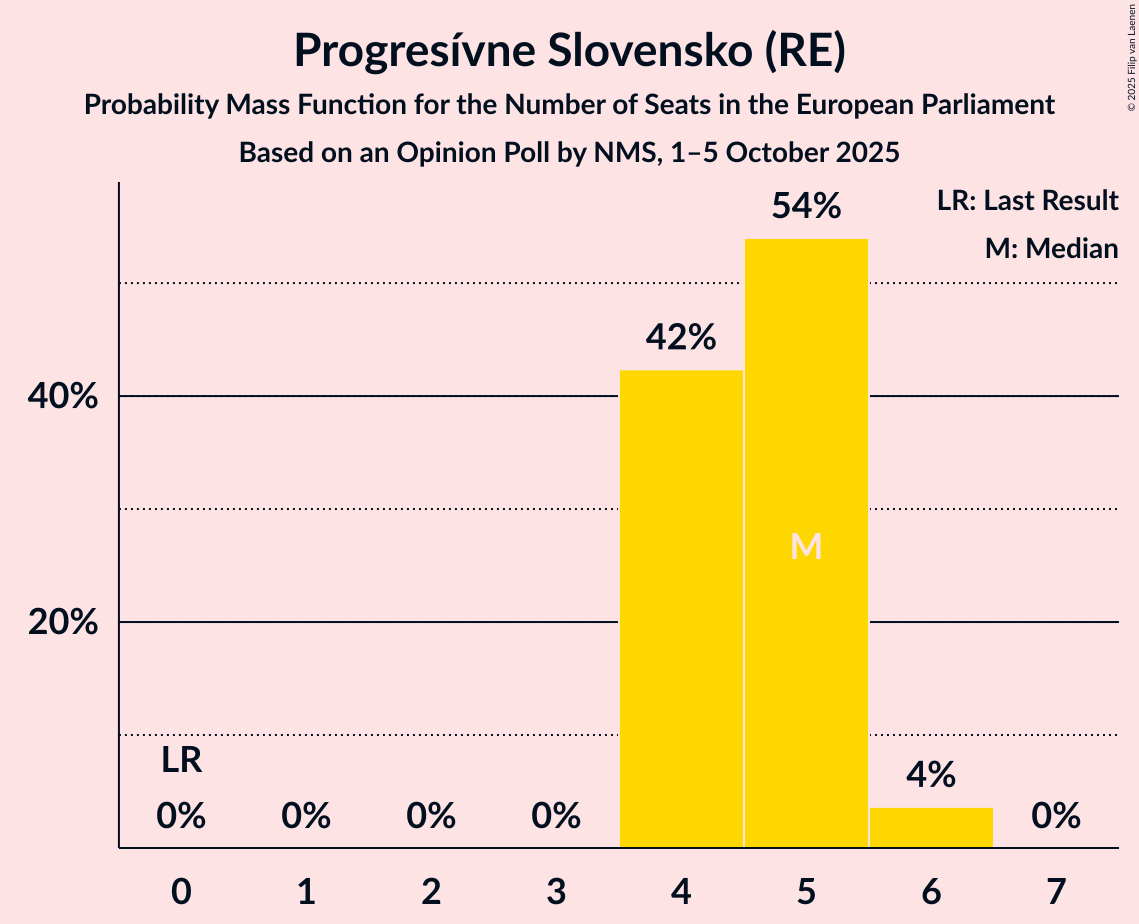 Progresívne Slovensko (RE)
Probability Mass Function for the Number of Seats in the European Parliament
Based on an Opinion Poll by NMS, 1–5 October 2025
© 2025 Filip van Laenen
LR: Last Result
M: Median
54%
42%
40%
M
20%
LR
4%
0% 0% 0% 0% 0%
0 1 2 3 4 5 6 7